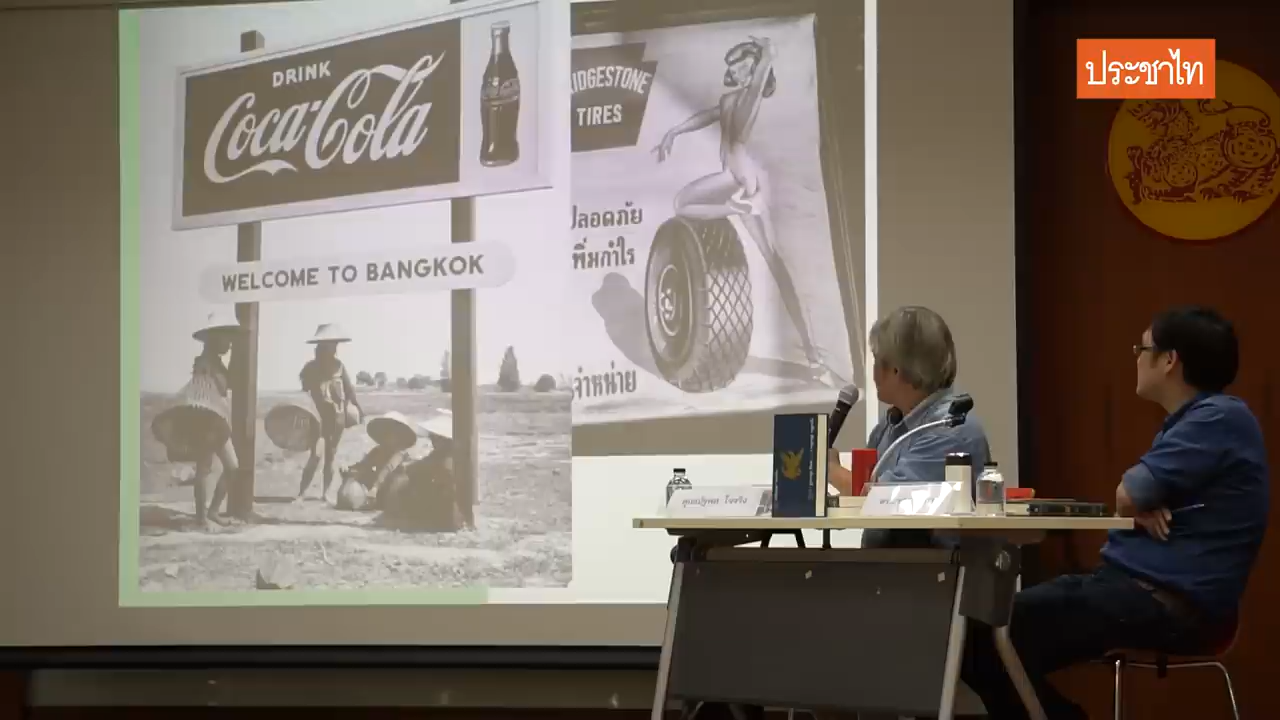 DRINK
Coca-Cola
WELCOME TO BANGKOK
RIDGESTONE
TIRES
ปลอดภัย
พิ่มกำไร
จำหน่าย
ประชาไท